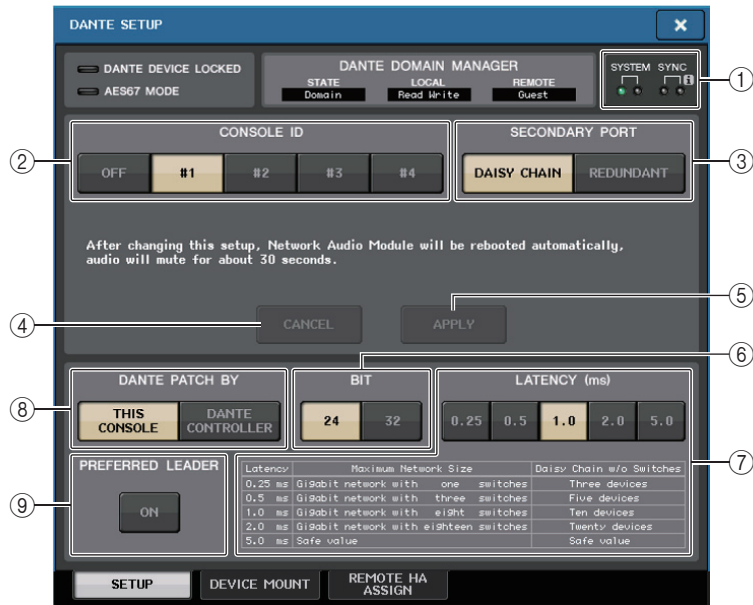 DANTE SETUP
×
DANTE DEVICE LOCKED
AES67 MODE
DANTE DOMAIN MANAGER
STATE LOCAL REMOTE
Domain Read Write Guest
SYSTEM SYNC
①
② CONSOLE ID
OFF #1 #2 #3 #4
SECONDARY PORT
DAISY CHAIN REDUNDANT
③
After changing this setup, Network Audio Module will be rebooted automatically,
audio will mute for about 30 seconds.
④ CANCEL APPLY ⑤
⑥
⑧ DANTE PATCH BY
THIS CONSOLE
DANTE CONTROLLER
BIT
24 32
LATENCY (ms)
0.25 0.5 1.0 2.0 5.0
⑦
Latency Maximum Network Size Daisy Chain w/o Switches
0.25 ms Gigabit network with one switches Three devices
0.5 ms Gigabit network with three switches Five devices
1.0 ms Gigabit network with eight switches Ten devices
2.0 ms Gigabit network with eighteen switches Twenty devices
5.0 ms Safe value Safe value
⑨ PREFERRED LEADER
ON
SETUP DEVICE MOUNT REMOTE HA ASSIGN